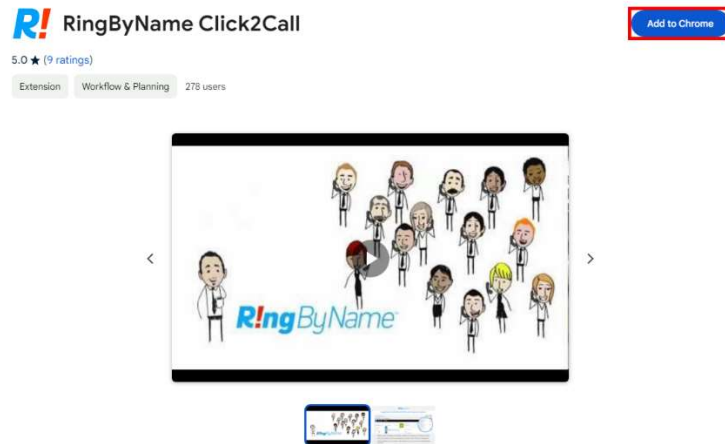 R! RingByName Click2Call
Add to Chrome
5.0 ★ (9 ratings)
Extension
Workflow & Planning
278 users
R!ngByName